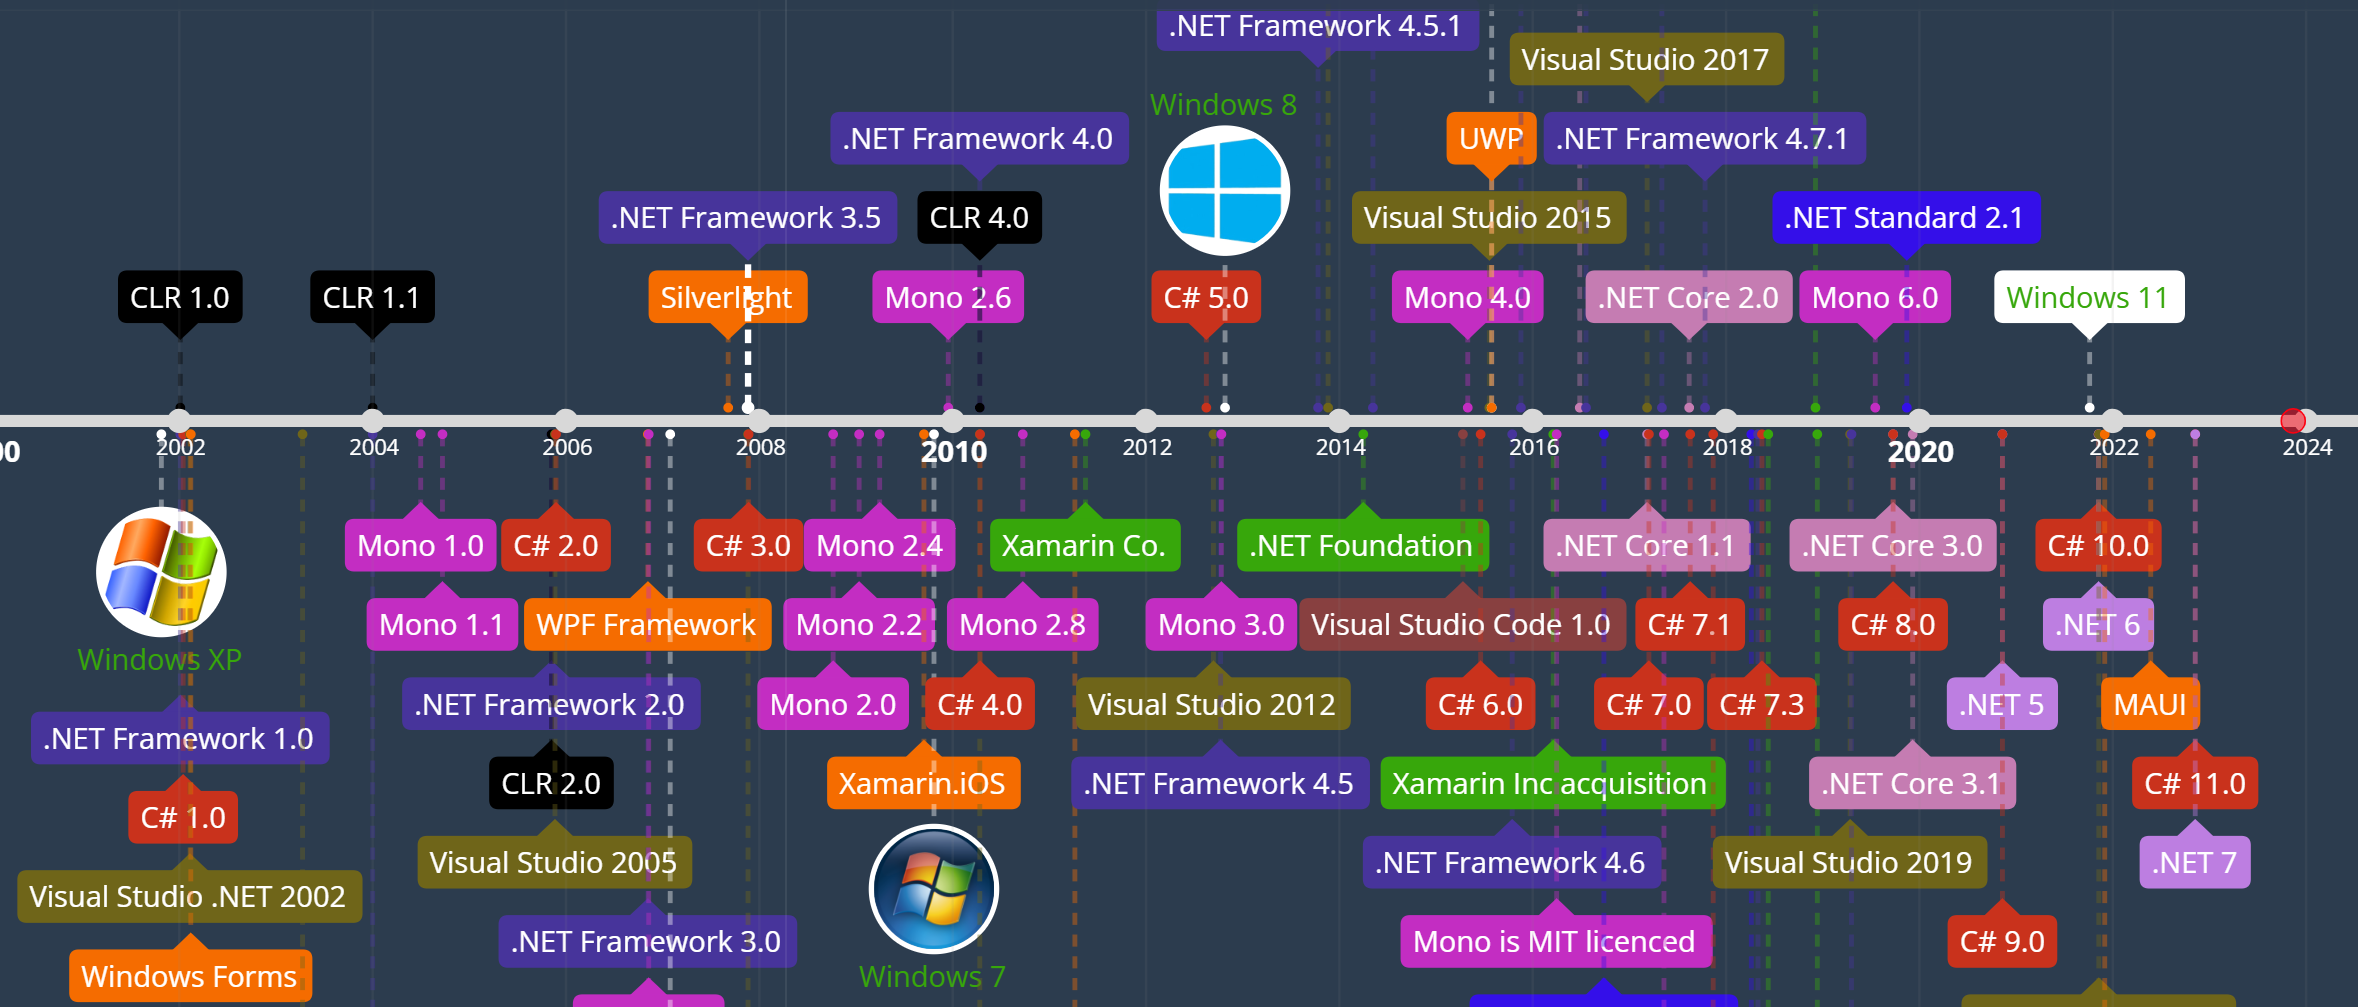 .NET Framework 4.5.1
Visual Studio 2017
Windows 8
.NET Framework 4.0
UWP
.NET Framework 4.7.1
.NET Framework 3.5
CLR 4.0
Visual Studio 2015
.NET Standard 2.1
CLR 1.0
CLR 1.1
Silverlight
Mono 2.6
C# 5.0
Mono 4.0
.NET Core 2.0
Mono 6.0
Windows 11
00
2002
2004
2006
2008
2010
2012
2014
2016
2018
2020
2022
2024
Mono 1.0
C# 2.0
C# 3.0
Mono 2.4
Xamarin Co.
.NET Foundation
.NET Core 1.1
.NET Core 3.0
C# 10.0
Mono 1.1
WPF Framework
Mono 2.2
Mono 2.8
Mono 3.0
Visual Studio Code 1.0
C# 7.1
C# 8.0
.NET 6
Windows XP
.NET Framework 2.0
Mono 2.0
C# 4.0
Visual Studio 2012
C# 6.0
C# 7.0
C# 7.3
.NET 5
MAUI
.NET Framework 1.0
CLR 2.0
Xamarin.iOS
.NET Framework 4.5
Xamarin Inc acquisition
.NET Core 3.1
C# 11.0
C# 1.0
Visual Studio 2005
.NET Framework 4.6
Visual Studio 2019
.NET 7
Visual Studio .NET 2002
.NET Framework 3.0
Mono is MIT licenced
C# 9.0
Windows Forms
Windows 7